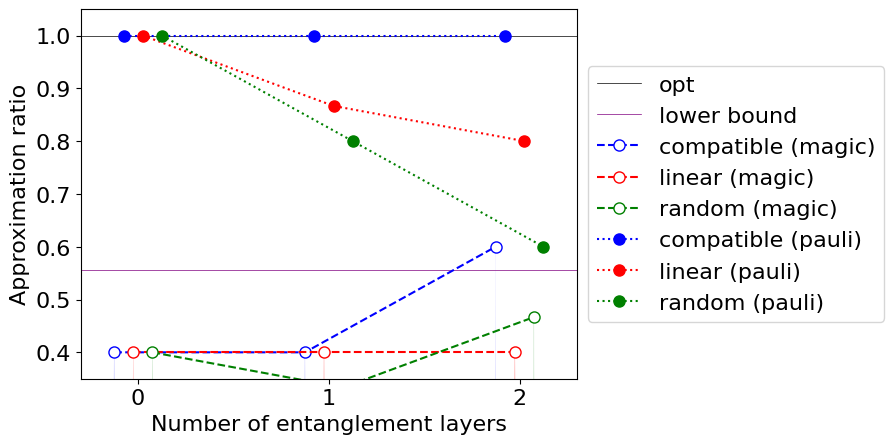 1.0
0.9
0.8
0.7
0.6
0.5
0.4
Approximation ratio
0 1 2
Number of entanglement layers
opt
lower bound
compatible (magic)
linear (magic)
random (magic)
compatible (pauli)
linear (pauli)
random (pauli)